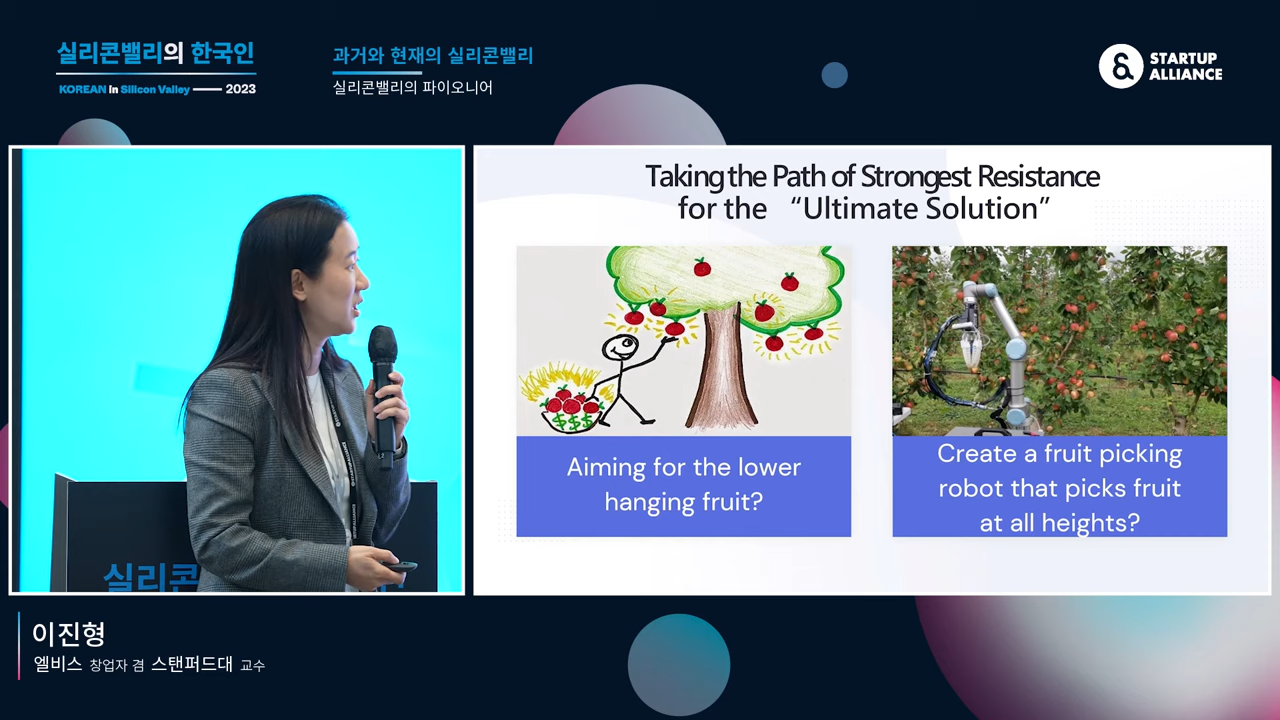 실리콘밸리의 한국인
KOREAN in Silicon Valley 2023
과거와 현재의 실리콘밸리
실리콘밸리의 파이오니어
STARTUP
ALLIANCE
Taking the Path of Strongest Resistance
for the “Ultimate Solution”
$$$
Aiming for the lower
hanging fruit?
Create a fruit picking
robot that picks fruit
at all heights?
실리콘
이진형
엘비스 창업자 겸 스탠퍼드대 교수